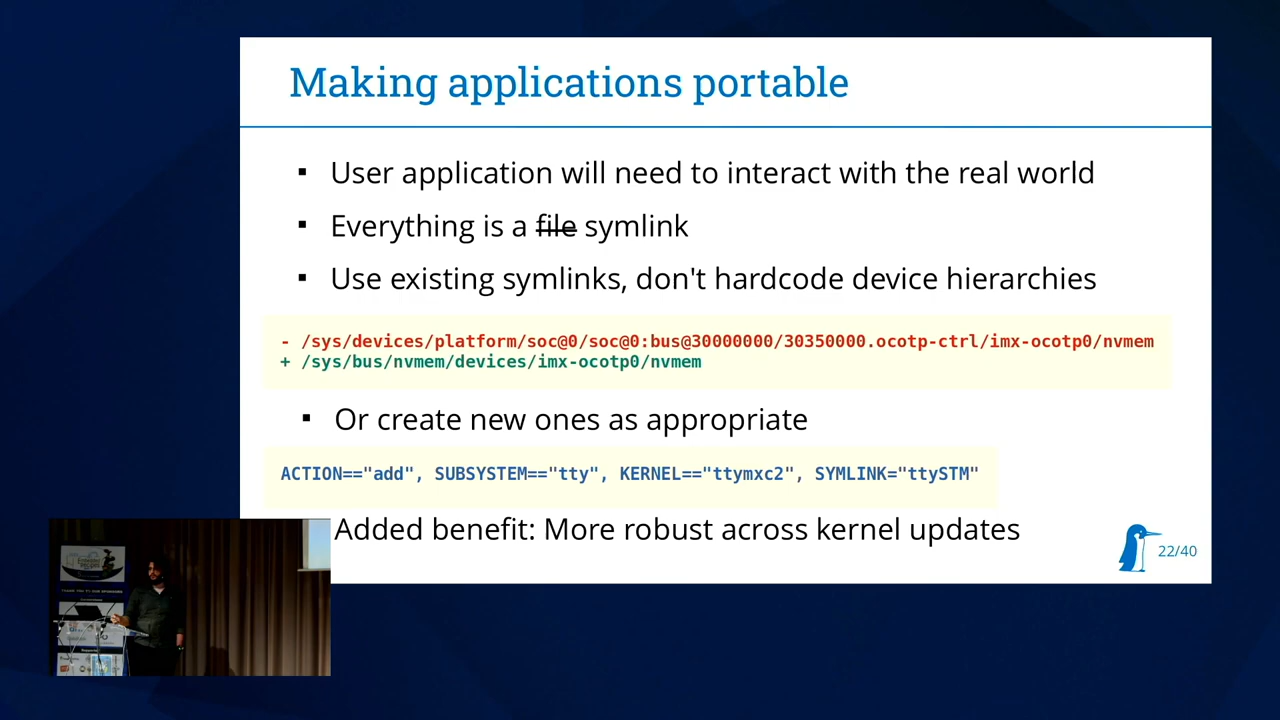 Making applications portable
▪ User application will need to interact with the real world
▪ Everything is a file symlink
▪ Use existing symlinks, don't hardcode device hierarchies
- /sys/devices/platform/soc@0/soc@0:bus@30000000/30350000.ocotp-ctrl/imx-ocotp0/nvmem
+ /sys/bus/nvmem/devices/imx-ocotp0/nvmem
▪ Or create new ones as appropriate
ACTION=="add", SUBSYSTEM=="tty", KERNEL=="ttymxc2", SYMLINK="ttySTM"
Added benefit: More robust across kernel updates
22/40